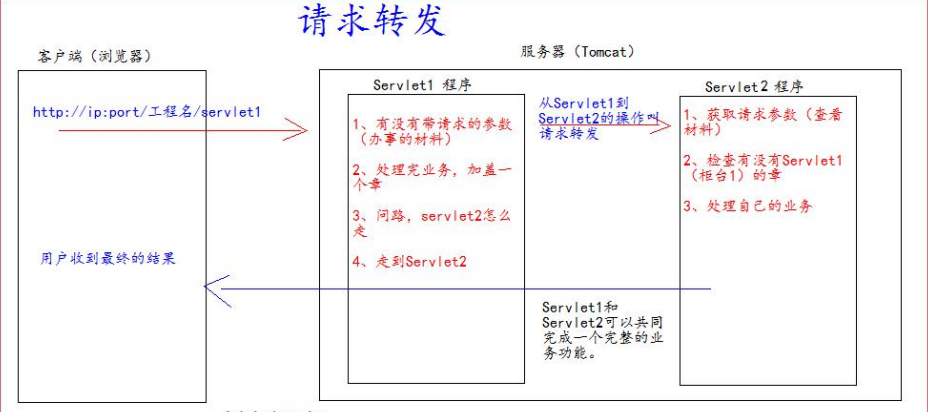 请求转发
客户端（浏览器）
服务器（Tomcat）
http://ip:port/工程名/servlet1
用户收到最终的结果
Servlet1 程序
1、有没有带请求的参数
（办事的材料）
2、处理完业务，加盖一
个章
3、问路，servlet2怎么
走
4、走到Servlet2
从Servlet1到
Servlet2的操作叫
请求转发
Servlet2 程序
1、获取请求参数（查看
材料）
2、检查有没有Servlet1
（柜台1）的章
3、处理自己的业务
Servlet1和
Servlet2可以共同
完成一个完整的业
务功能。